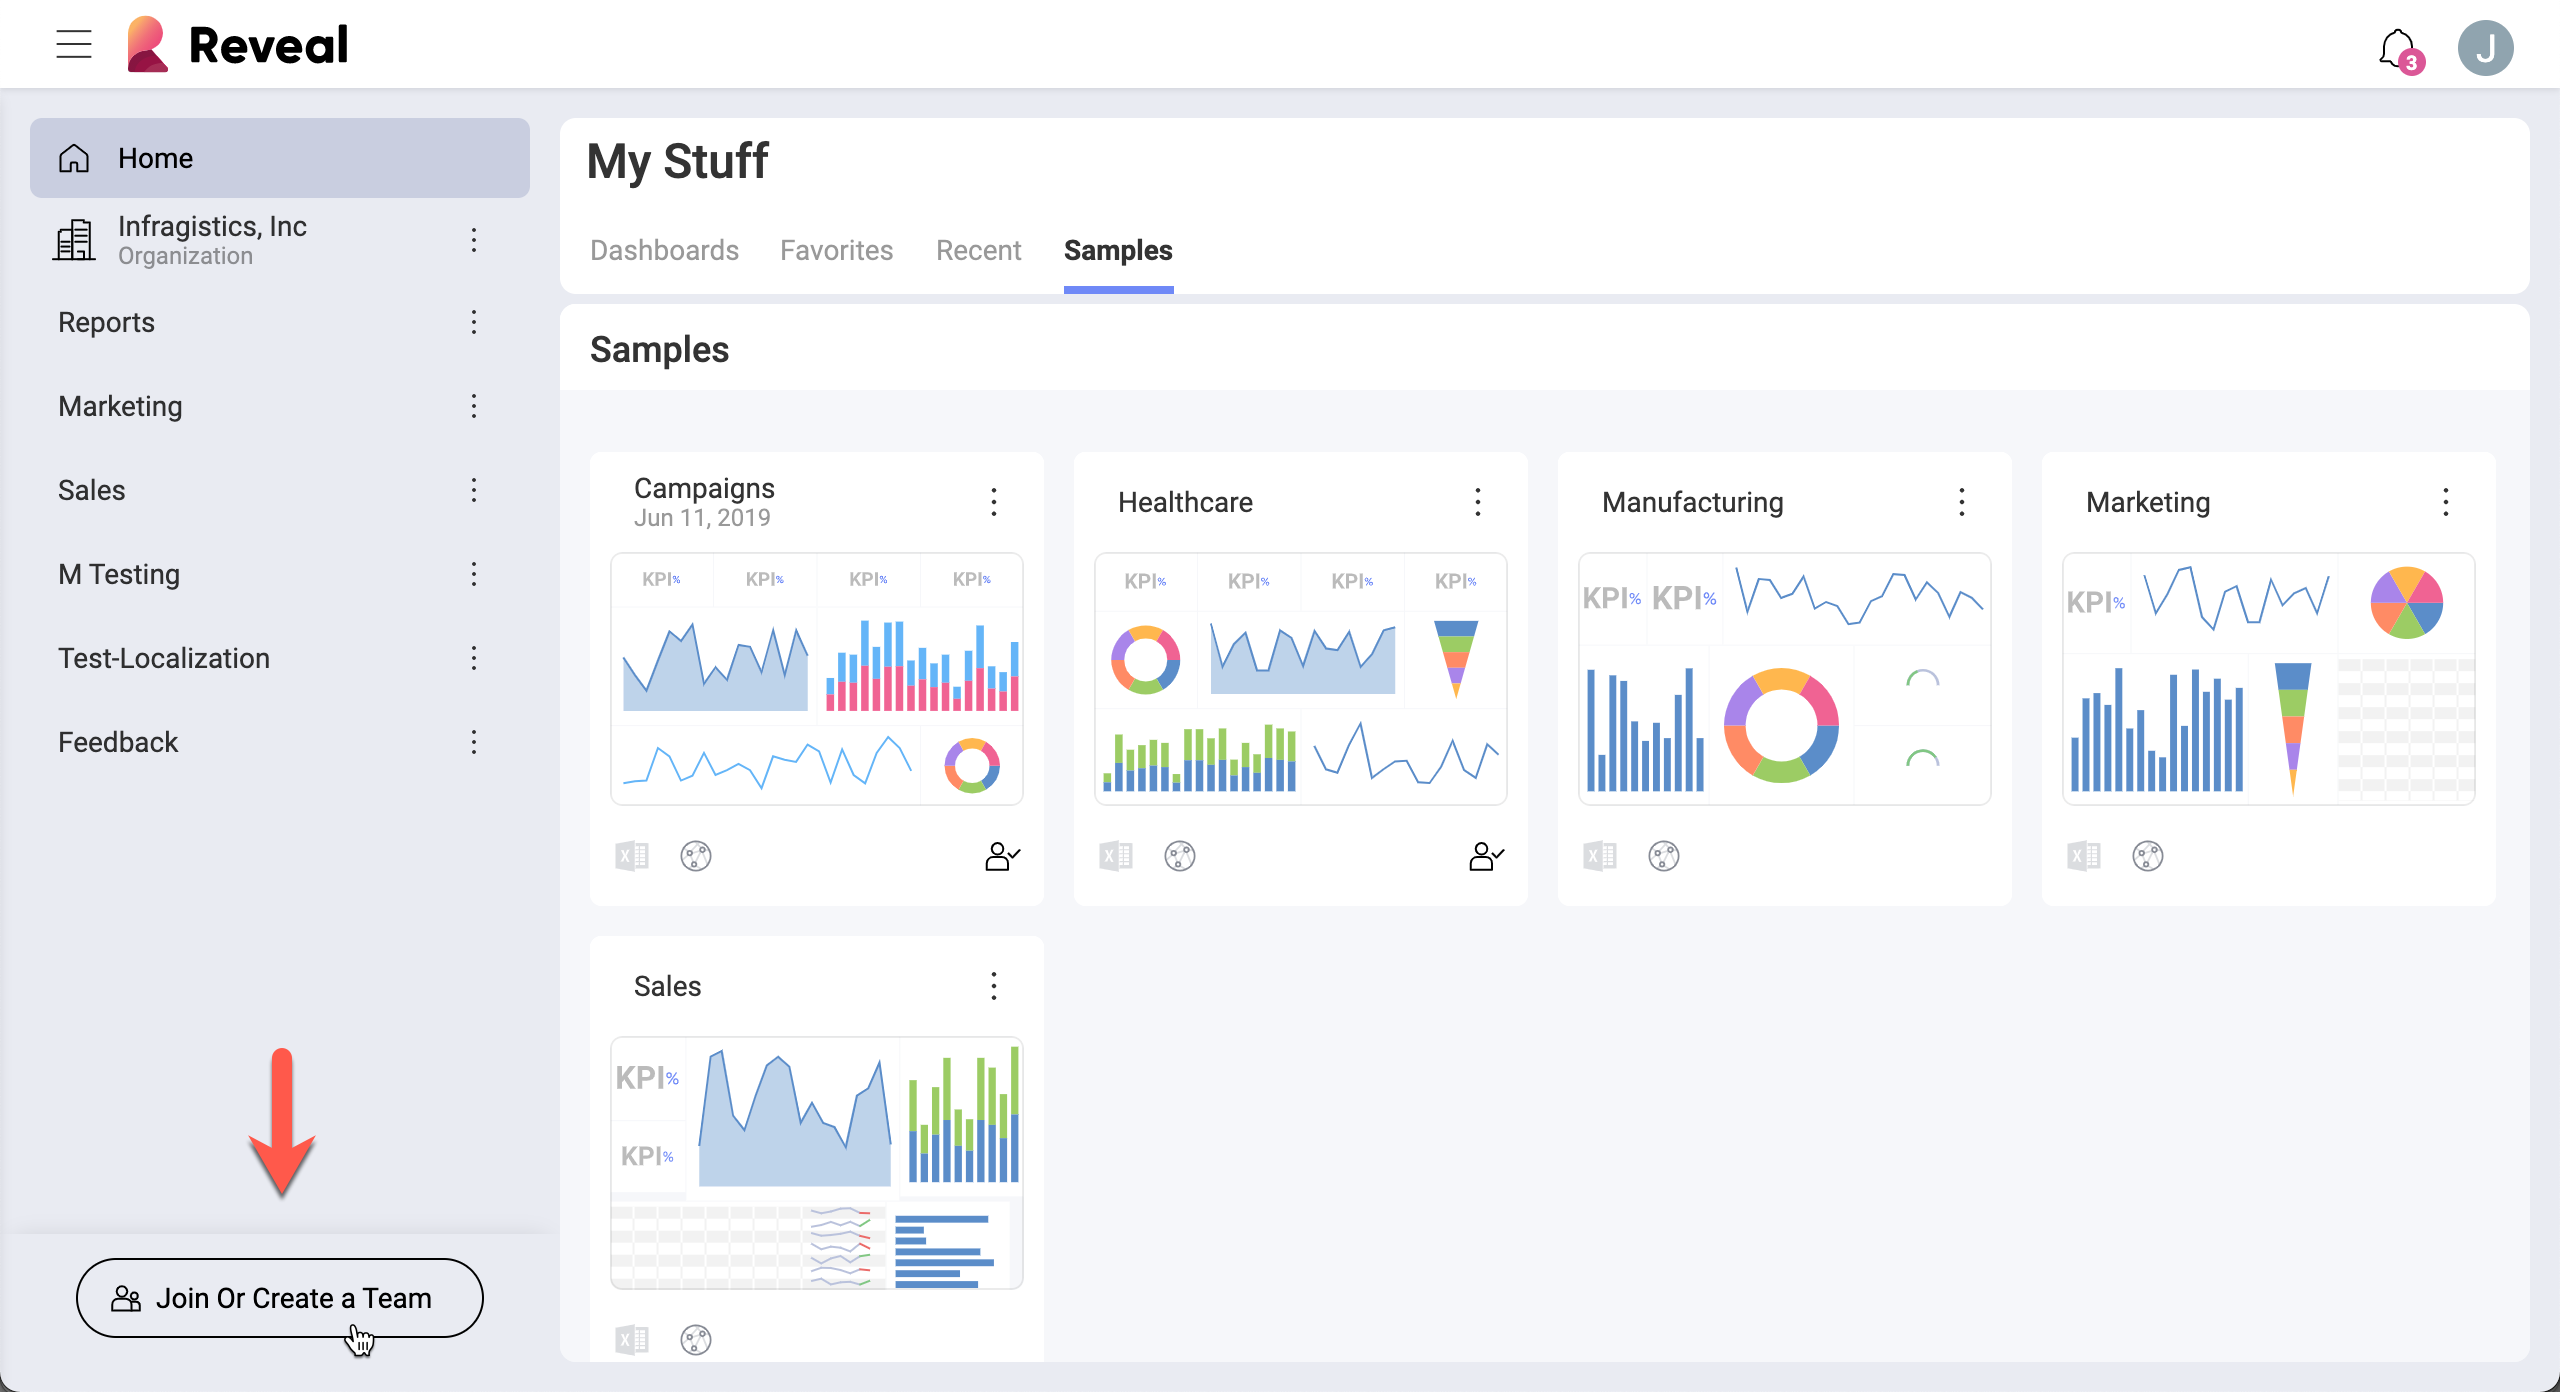 Reveal
3
J
Home
Infragistics, Inc
Organization
Reports
Marketing
Sales
M Testing
Test-Localization
Feedback
Join Or Create a Team
My Stuff
Dashboards Favorites Recent Samples
Samples
Campaigns
Jun 11, 2019
KPI% KPI% KPI% KPI%
X
Healthcare
KPI% KPI% KPI% KPI%
X
Manufacturing
KPI% KPI%
X
Marketing
KPI%
X
Sales
KPI%
KPI%
X